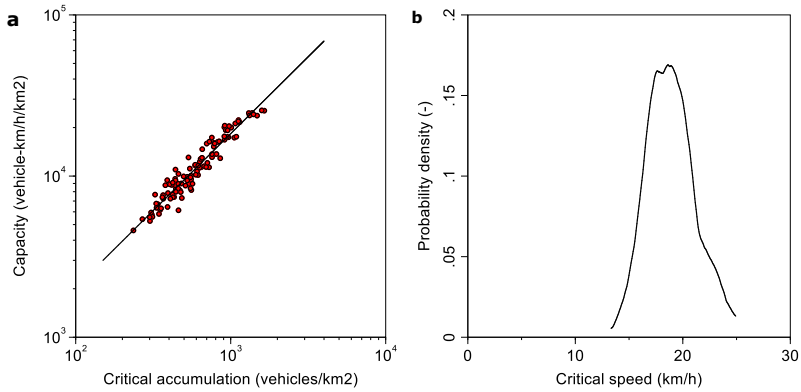 a
10^5
10^4
10^3
Capacity (vehicle-km/h/km2)
10^2
10^3
10^4
Critical accumulation (vehicles/km2)
b
.2
.15
.1
.05
0
Probability density (-)
0
10
20
30
Critical speed (km/h)